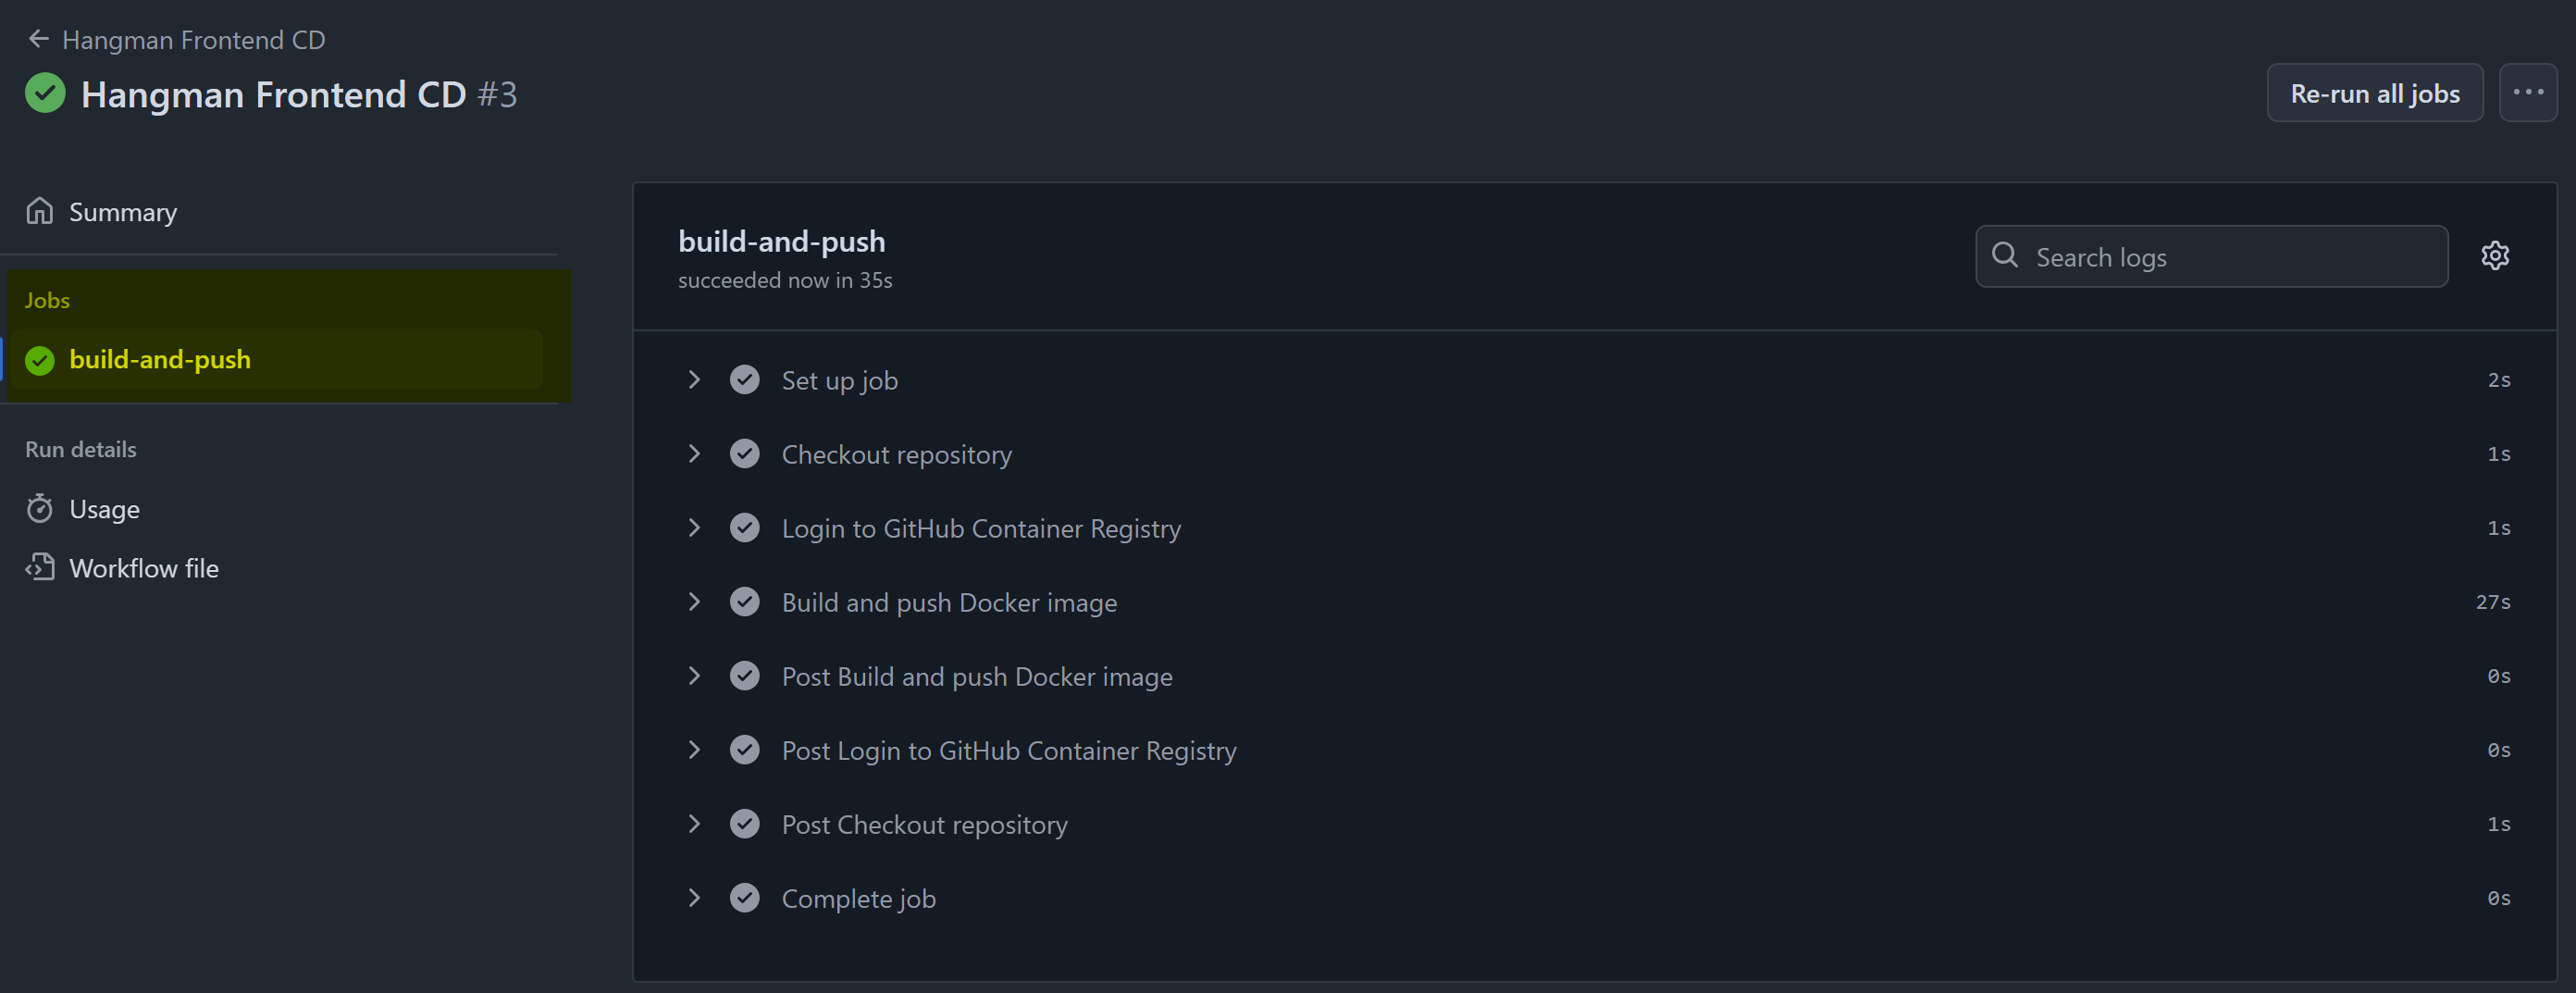 Hangman Frontend CD
Hangman Frontend CD #3
Re-run all jobs
Summary
Jobs
build-and-push
Run details
Usage
Workflow file
build-and-push
succeeded now in 35s
Search logs
Set up job 2s
Checkout repository 1s
Login to GitHub Container Registry 1s
Build and push Docker image 27s
Post Build and push Docker image 0s
Post Login to GitHub Container Registry 0s
Post Checkout repository 1s
Complete job 0s